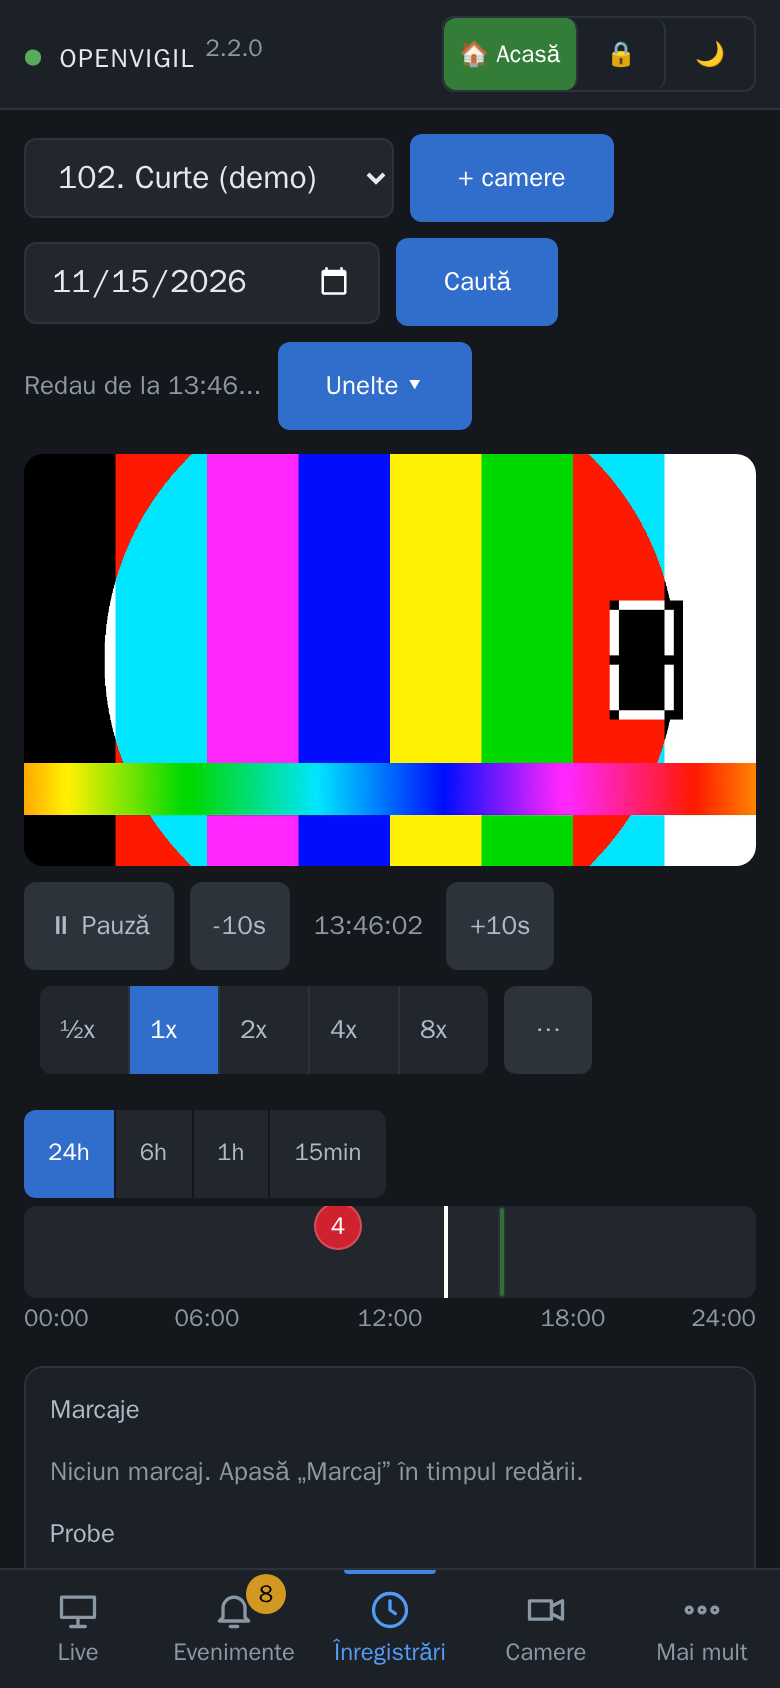 OPENVIGIL 2.2.0
🏠 Acasă 🔒 🌙
102. Curte (demo)
+ camere
11/15/2026
Caută
Redau de la 13:46...
Unelte ▾
8
⏸ Pauză
-10s
13:46:02
+10s
½x 1x 2x 4x 8x ...
24h 6h 1h 15min
4
00:00 06:00 12:00 18:00 24:00
Marcaje
Niciun marcaj. Apasă „Marcaj” în timpul redării.
Probe
8
Live Evenimente Înregistrări Camere Mai mult